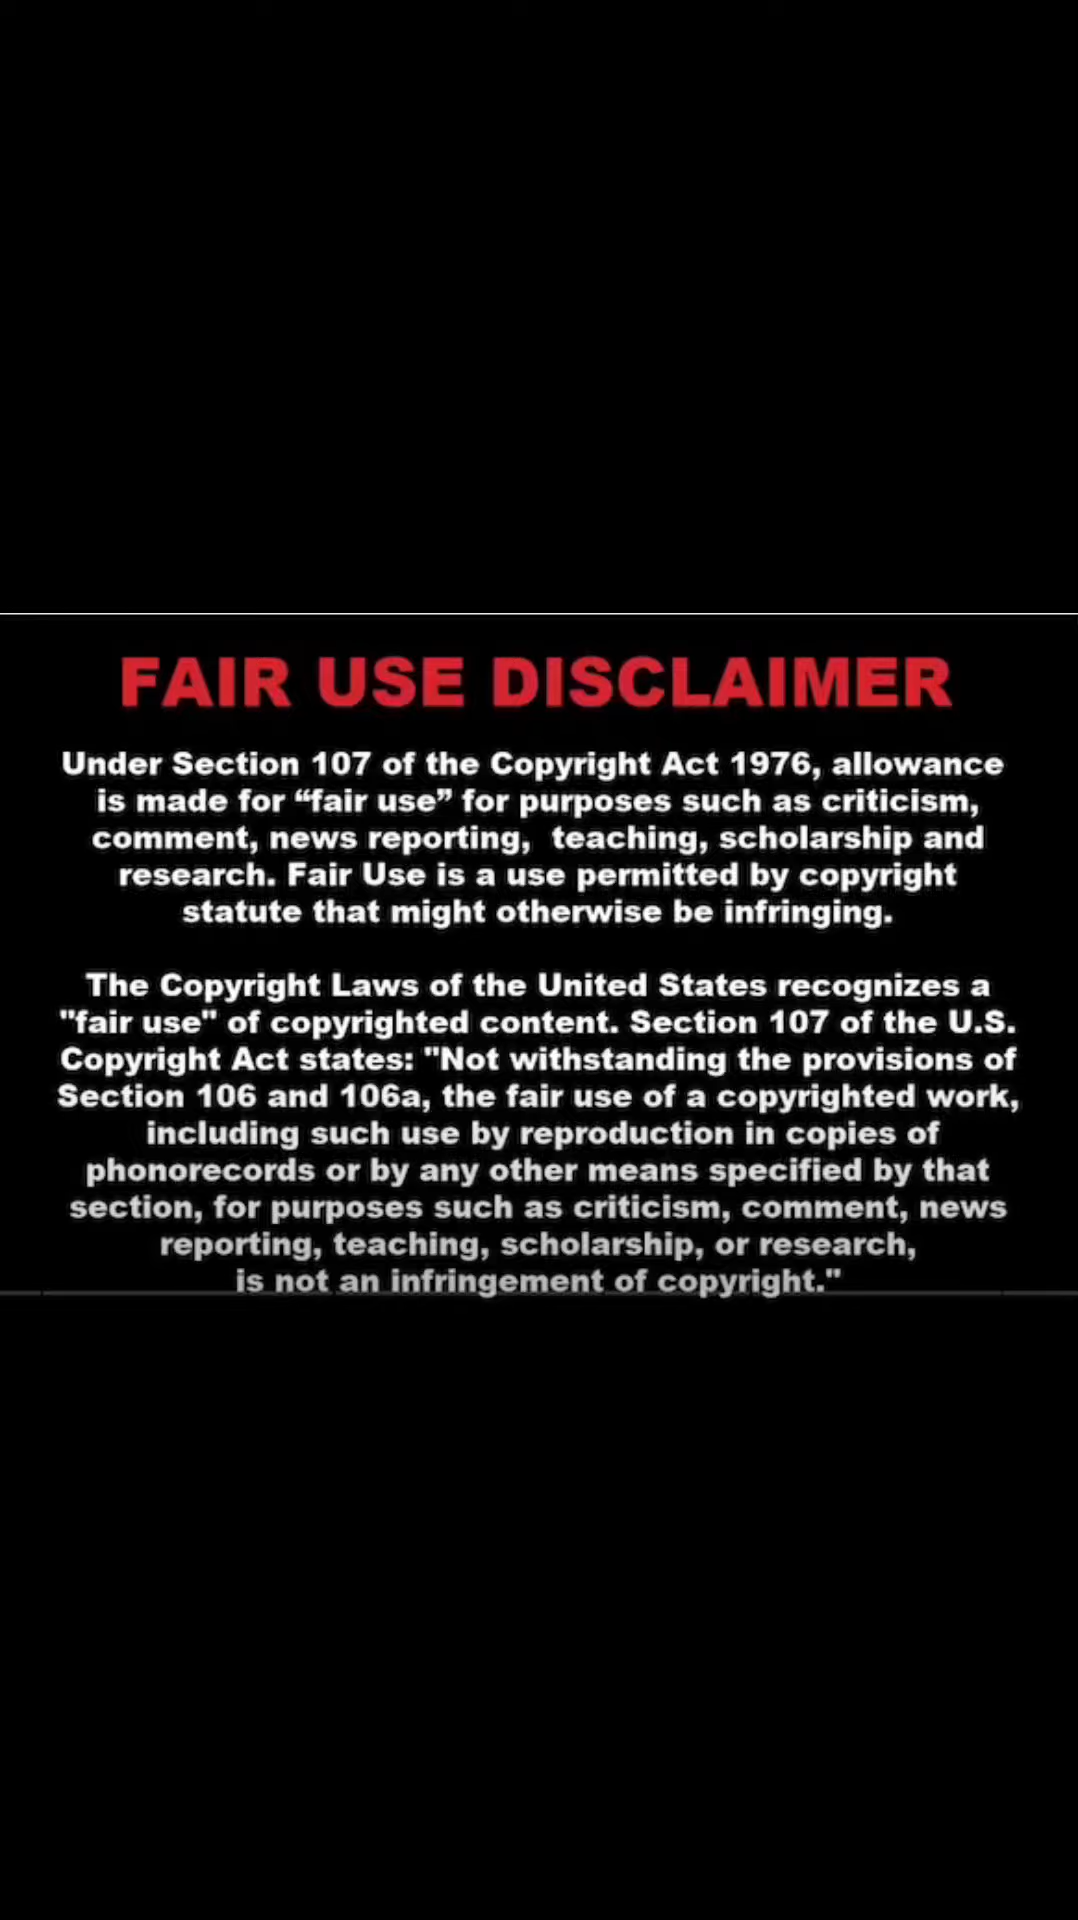 FAIR USE DISCLAIMER
Under Section 107 of the Copyright Act 1976, allowance
is made for “fair use” for purposes such as criticism,
comment, news reporting,  teaching, scholarship and
research. Fair Use is a use permitted by copyright
statute that might otherwise be infringing.
The Copyright Laws of the United States recognizes a
"fair use" of copyrighted content. Section 107 of the U.S.
Copyright Act states: "Not withstanding the provisions of
Section 106 and 106a, the fair use of a copyrighted work,
including such use by reproduction in copies of
phonorecords or by any other means specified by that
section, for purposes such as criticism, comment, news
reporting, teaching, scholarship, or research,
is not an infringement of copyright."